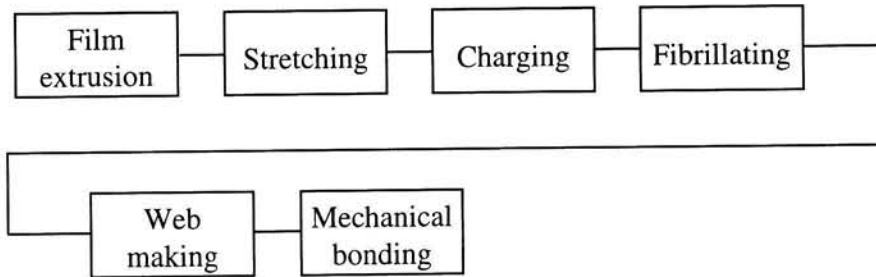 Film
extrusion
Stretching
Charging
Fibrillating
Web
making
Mechanical
bonding